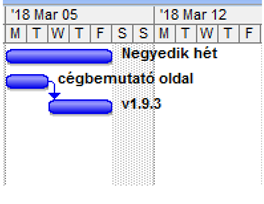 '18 Mar 05 '18 Mar 12
M T W T F S S M T W T F
Negyedik hét
cégbemutató oldal
v1.9.3